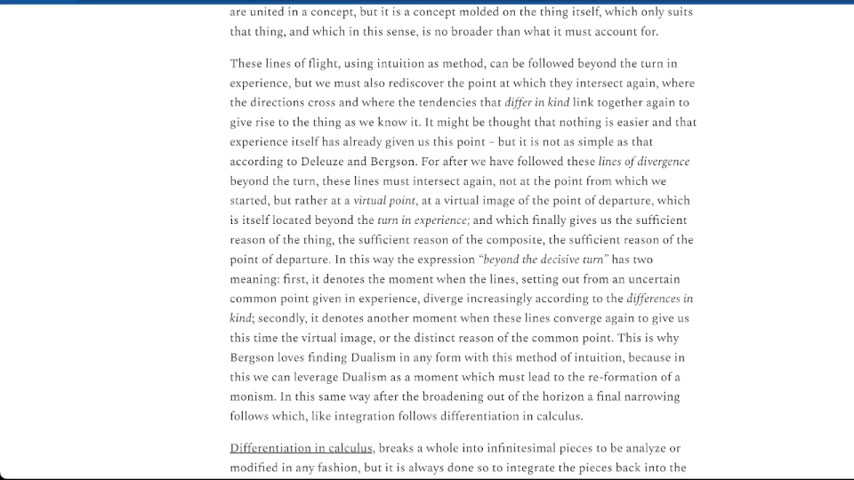 are united in a concept, but it is a concept molded on the thing itself, which only suits
that thing, and which in this sense, is no broader than what it must account for.
These lines of flight, using intuition as method, can be followed beyond the turn in
experience, but we must also rediscover the point at which they intersect again, where
the directions cross and where the tendencies that differ in kind link together again to
give rise to the thing as we know it. It might be thought that nothing is easier and that
experience itself has already given us this point – but it is not as simple as that
according to Deleuze and Bergson. For after we have followed these lines of divergence
beyond the turn, these lines must intersect again, not at the point from which we
started, but rather at a virtual point, at a virtual image of the point of departure, which
is itself located beyond the turn in experience; and which finally gives us the sufficient
reason of the thing, the sufficient reason of the composite, the sufficient reason of the
point of departure. In this way the expression “beyond the decisive turn” has two
meaning: first, it denotes the moment when the lines, setting out from an uncertain
common point given in experience, diverge increasingly according to the differences in
kind; secondly, it denotes another moment when these lines converge again to give us
this time the virtual image, or the distinct reason of the common point. This is why
Bergson loves finding Dualism in any form with this method of intuition, because in
this we can leverage Dualism as a moment which must lead to the re-formation of a
monism. In this same way after the broadening out of the horizon a final narrowing
follows which, like integration follows differentiation in calculus.
Differentiation in calculus, breaks a whole into infinitesimal pieces to be analyze or
modified in any fashion, but it is always done so to integrate the pieces back into the